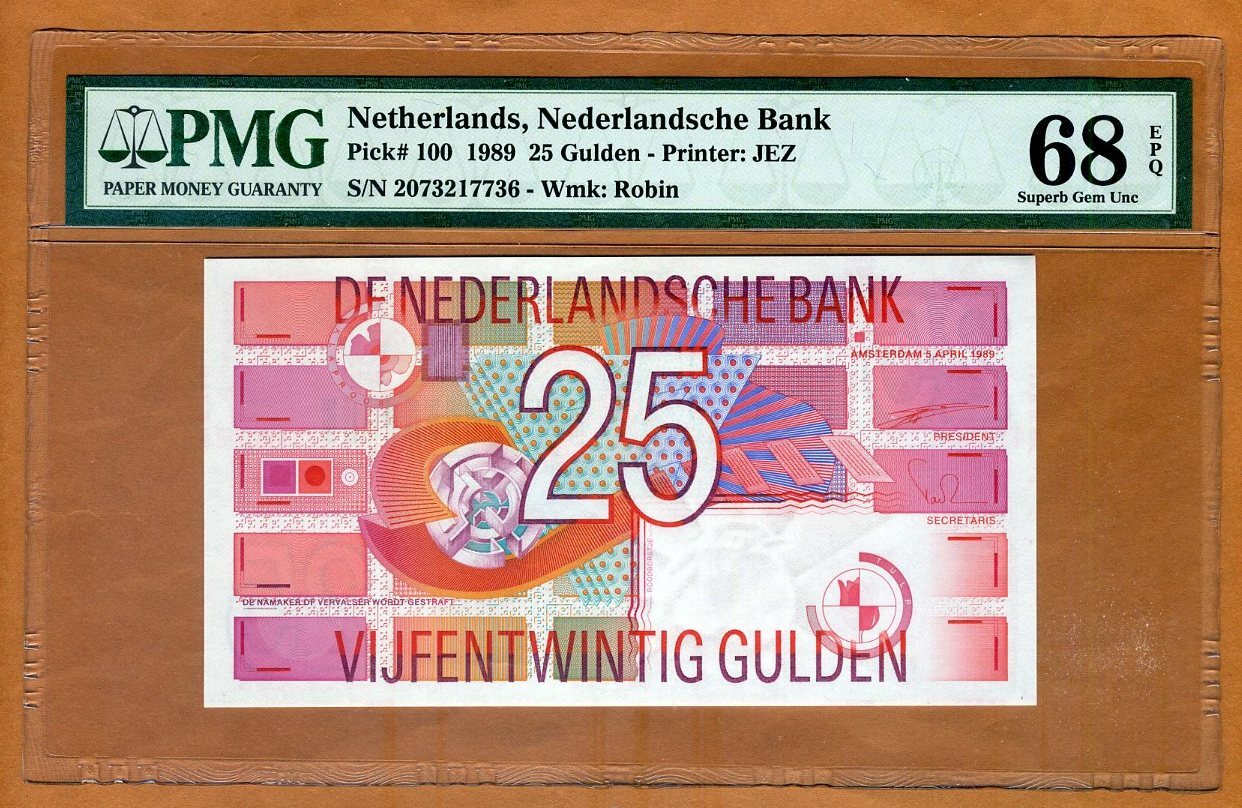 PMG
PAPER MONEY GUARANTY
Netherlands, Nederlandsche Bank
Pick# 100 1989 25 Gulden - Printer: JEZ
S/N 2073217736 - Wmk: Robin
68
EPQ
Superb Gem Unc
DE NEDERLANDSCHE BANK
AMSTERDAM 5 APRIL 1989
25
PRESIDENT
SECRETARIS
ROODBORSTJE
TULP
DE NAMAKER OF VERVALSER WORDT GESTRAFT
VIJFENTWINTIG GULDEN